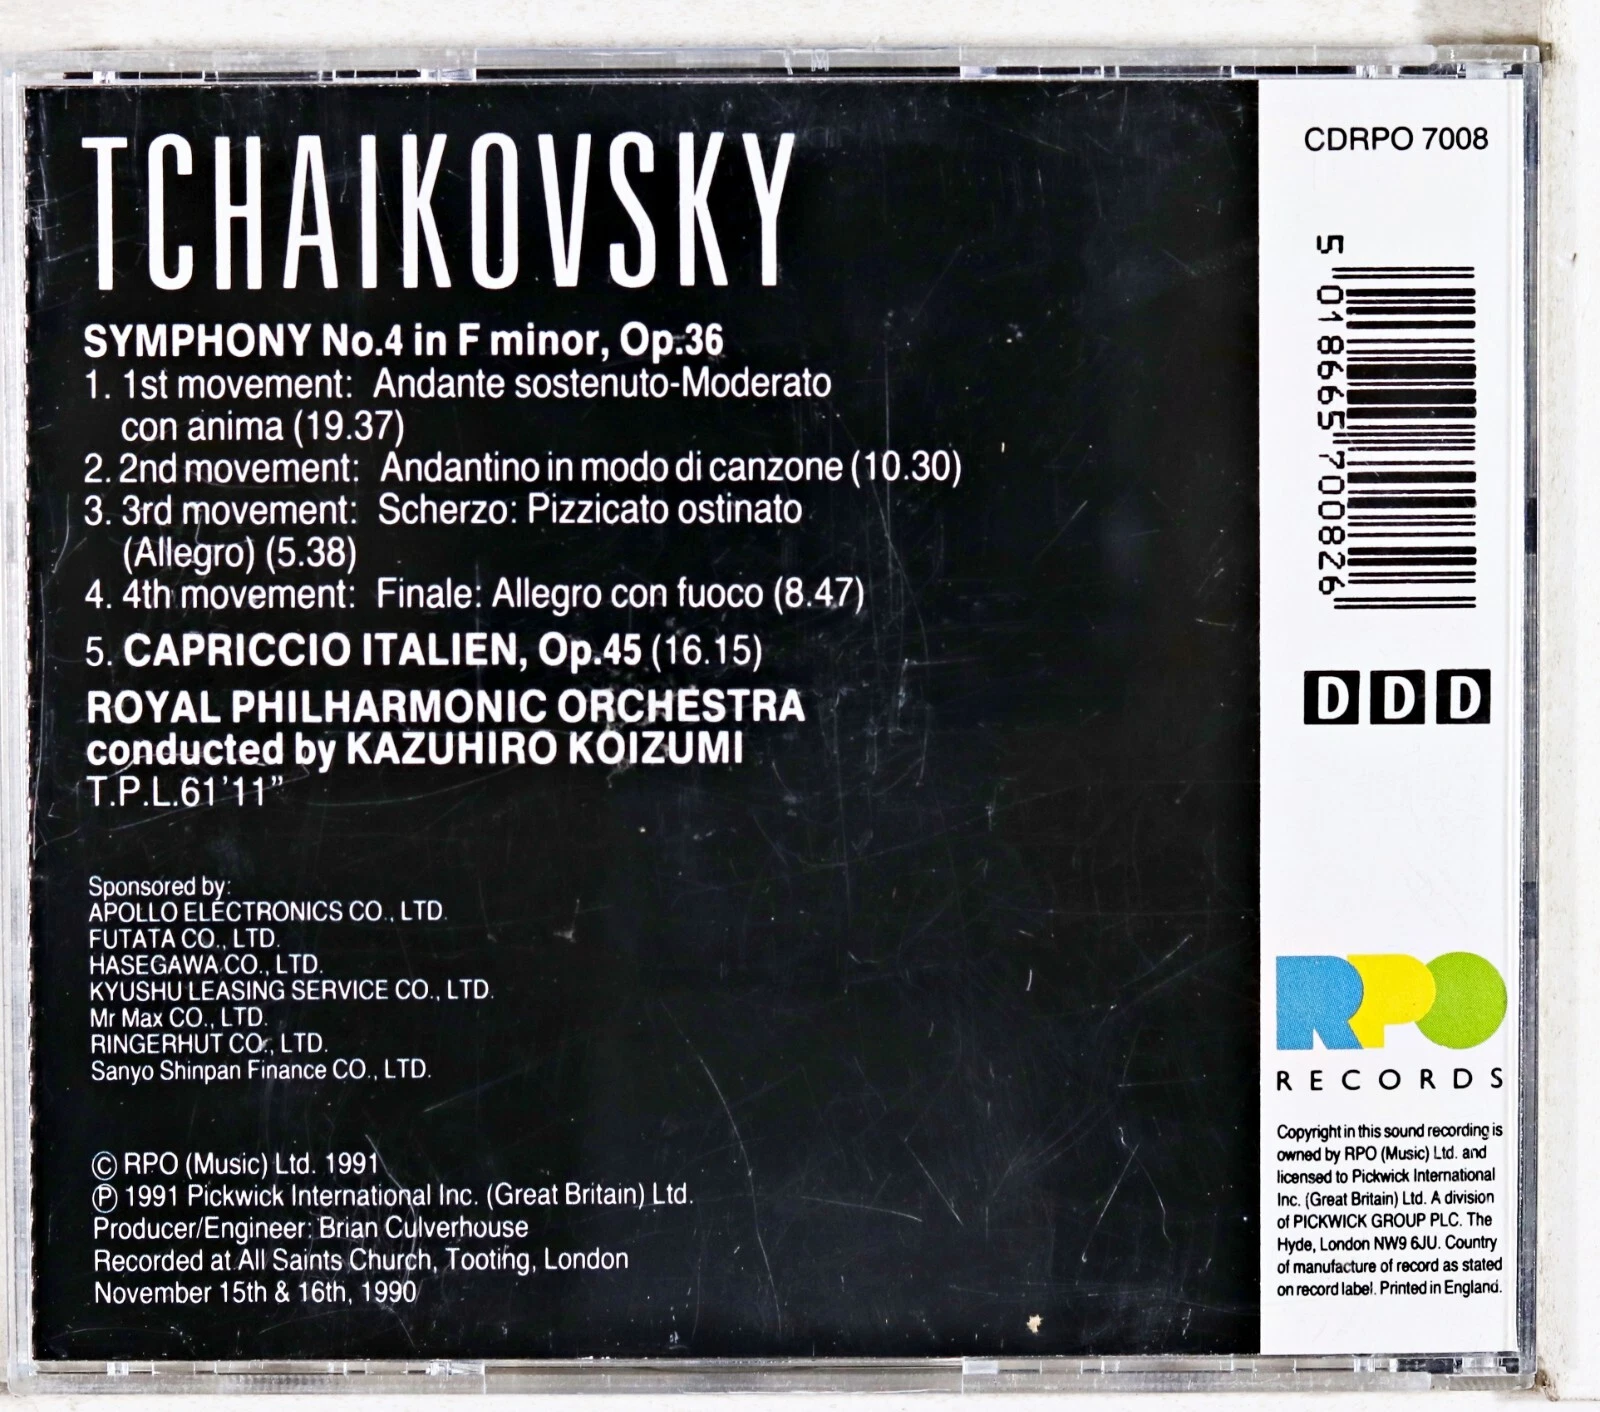 TCHAIKOVSKY
SYMPHONY No.4 in F minor, Op.36
1. 1st movement: Andante sostenuto-Moderato
con anima (19.37)
2. 2nd movement: Andantino in modo di canzone (10.30)
3. 3rd movement: Scherzo: Pizzicato ostinato
(Allegro) (5.38)
4. 4th movement: Finale: Allegro con fuoco (8.47)
5. CAPRICCIO ITALIEN, Op.45 (16.15)
ROYAL PHILHARMONIC ORCHESTRA
conducted by KAZUHIRO KOIZUMI
T.P.L.61'11"
Sponsored by:
APOLLO ELECTRONICS CO., LTD.
FUTATA CO., LTD.
HASEGAWA CO., LTD.
KYUSHU LEASING SERVICE CO., LTD.
Mr Max CO., LTD.
RINGERHUT CO., LTD.
Sanyo Shinpan Finance CO., LTD.
© RPO (Music) Ltd. 1991
℗ 1991 Pickwick International Inc. (Great Britain) Ltd.
Producer/Engineer: Brian Culverhouse
Recorded at All Saints Church, Tooting, London
November 15th & 16th, 1990
CDRPO 7008
5 018665 700826
DDD
RPO
RECORDS
Copyright in this sound recording is
owned by RPO (Music) Ltd. and
licensed to Pickwick International
Inc. (Great Britain) Ltd. A division
of PICKWICK GROUP PLC. The
Hyde, London NW9 6JU. Country
of manufacture of record as stated
on record label. Printed in England.